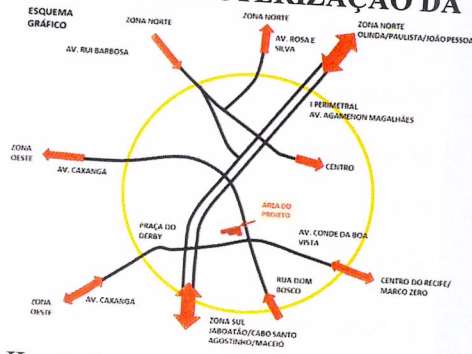 TERIZAÇÃO DA
ESQUEMA
GRÁFICO
ZONA NORTE
ZONA NORTE
ZONA NORTE
OLINDA/PAULISTA/JOÃO PESSOA
AV. RUI BARBOSA
AV. ROSA E
SILVA
I PERIMETRAL
AV. AGAMENON MAGALHÃES
ZONA
OESTE
AV. CAXANGÁ
CENTRO
ÁREA DO
PROJETO
PRAÇA DO
DERBY
AV. CONDE DA BOA
VISTA
ZONA
OESTE
AV. CAXANGÁ
RUA DOM
BOSCO
CENTRO DO RECIFE/
MARCO ZERO
ZONA SUL
JABOATÃO/CABO SANTO
AGOSTINHO/MACEIÓ